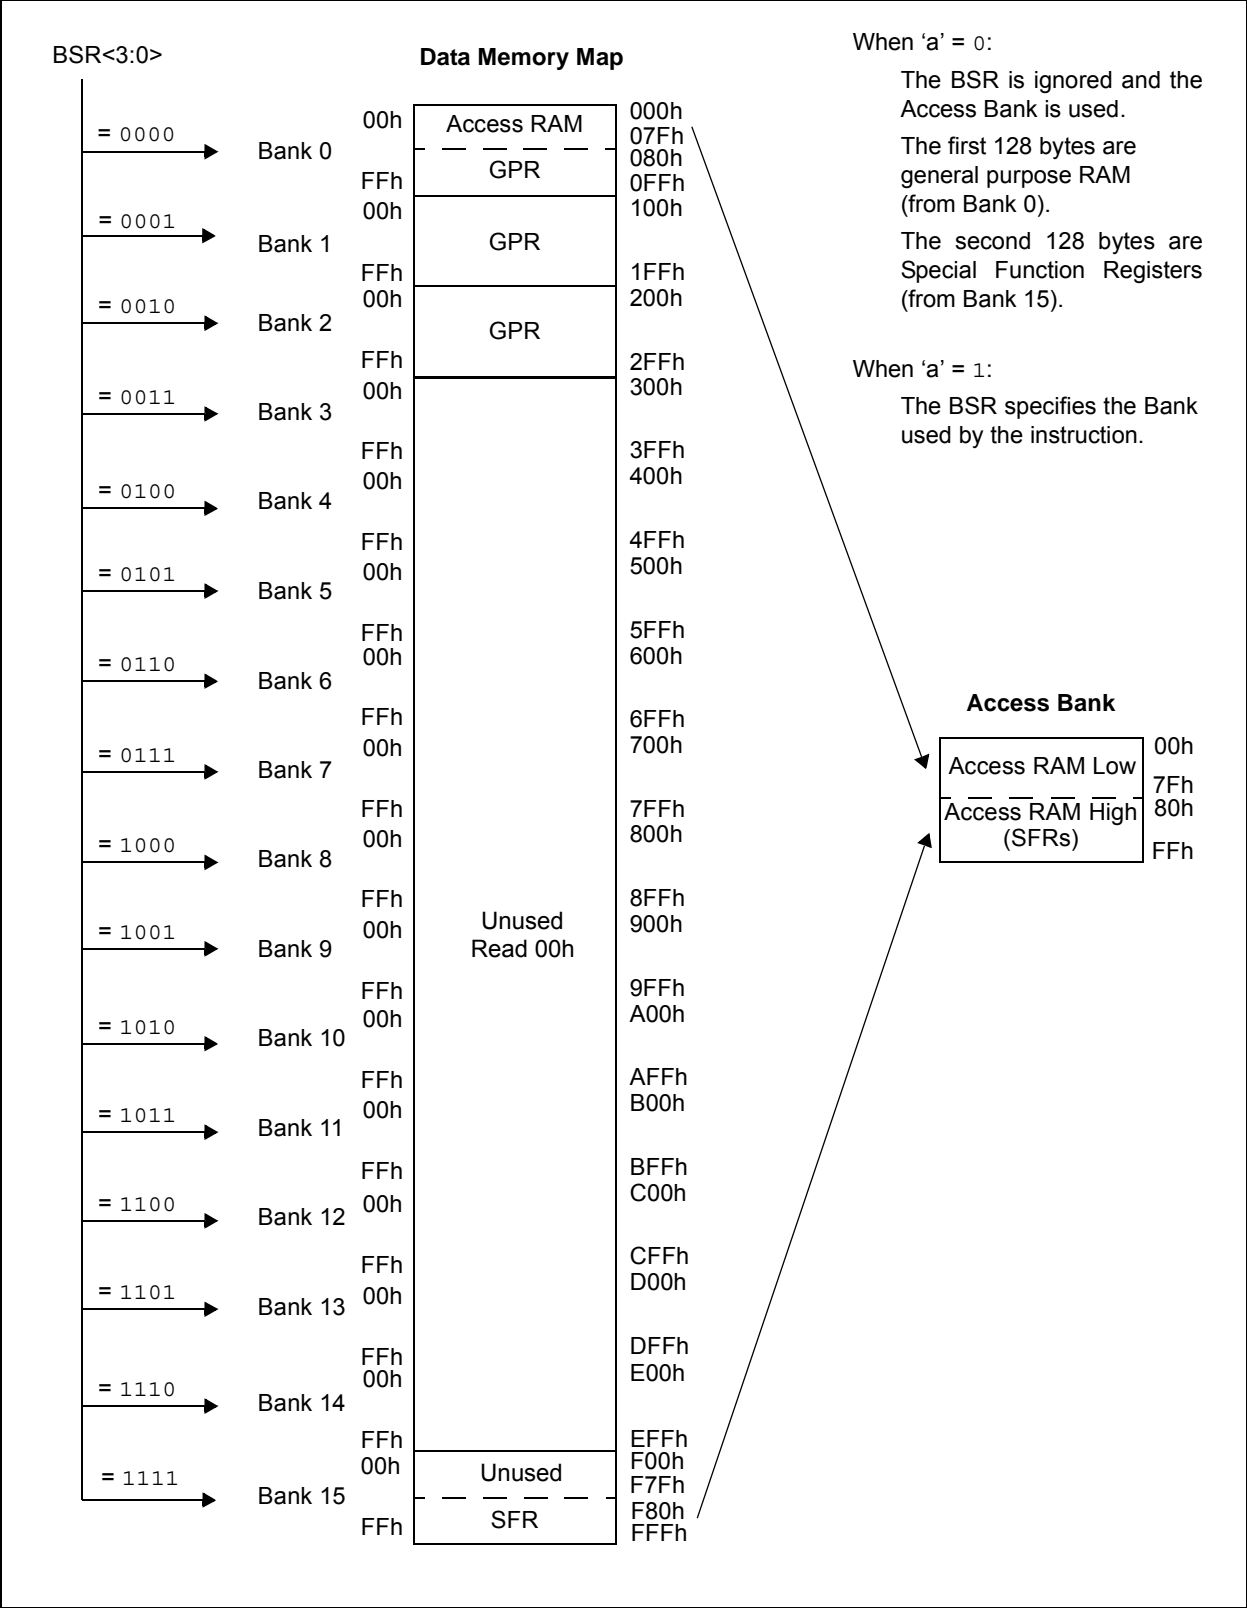 BSR<3:0>
Data Memory Map
= 0000
Bank 0
00h
Access RAM
000h
07Fh
GPR
080h
FFh
0FFh
= 0001
Bank 1
00h
GPR
100h
FFh
1FFh
= 0010
Bank 2
00h
GPR
200h
FFh
2FFh
= 0011
Bank 3
00h
300h
FFh
3FFh
= 0100
Bank 4
00h
400h
FFh
4FFh
= 0101
Bank 5
00h
500h
FFh
5FFh
= 0110
Bank 6
00h
600h
FFh
6FFh
= 0111
Bank 7
00h
700h
FFh
7FFh
= 1000
Bank 8
00h
800h
FFh
8FFh
Unused
Read 00h
= 1001
Bank 9
00h
900h
FFh
9FFh
= 1010
Bank 10
00h
A00h
FFh
AFFh
= 1011
Bank 11
00h
B00h
FFh
BFFh
= 1100
Bank 12
00h
C00h
FFh
CFFh
= 1101
Bank 13
00h
D00h
FFh
DFFh
= 1110
Bank 14
00h
E00h
FFh
EFFh
= 1111
Bank 15
00h
Unused
F00h
F7Fh
SFR
F80h
FFh
FFFh
When ‘a’ = 0:
The BSR is ignored and the
Access Bank is used.
The first 128 bytes are
general purpose RAM
(from Bank 0).
The second 128 bytes are
Special Function Registers
(from Bank 15).
When ‘a’ = 1:
The BSR specifies the Bank
used by the instruction.
Access Bank
Access RAM Low
00h
7Fh
Access RAM High
(SFRs)
80h
FFh